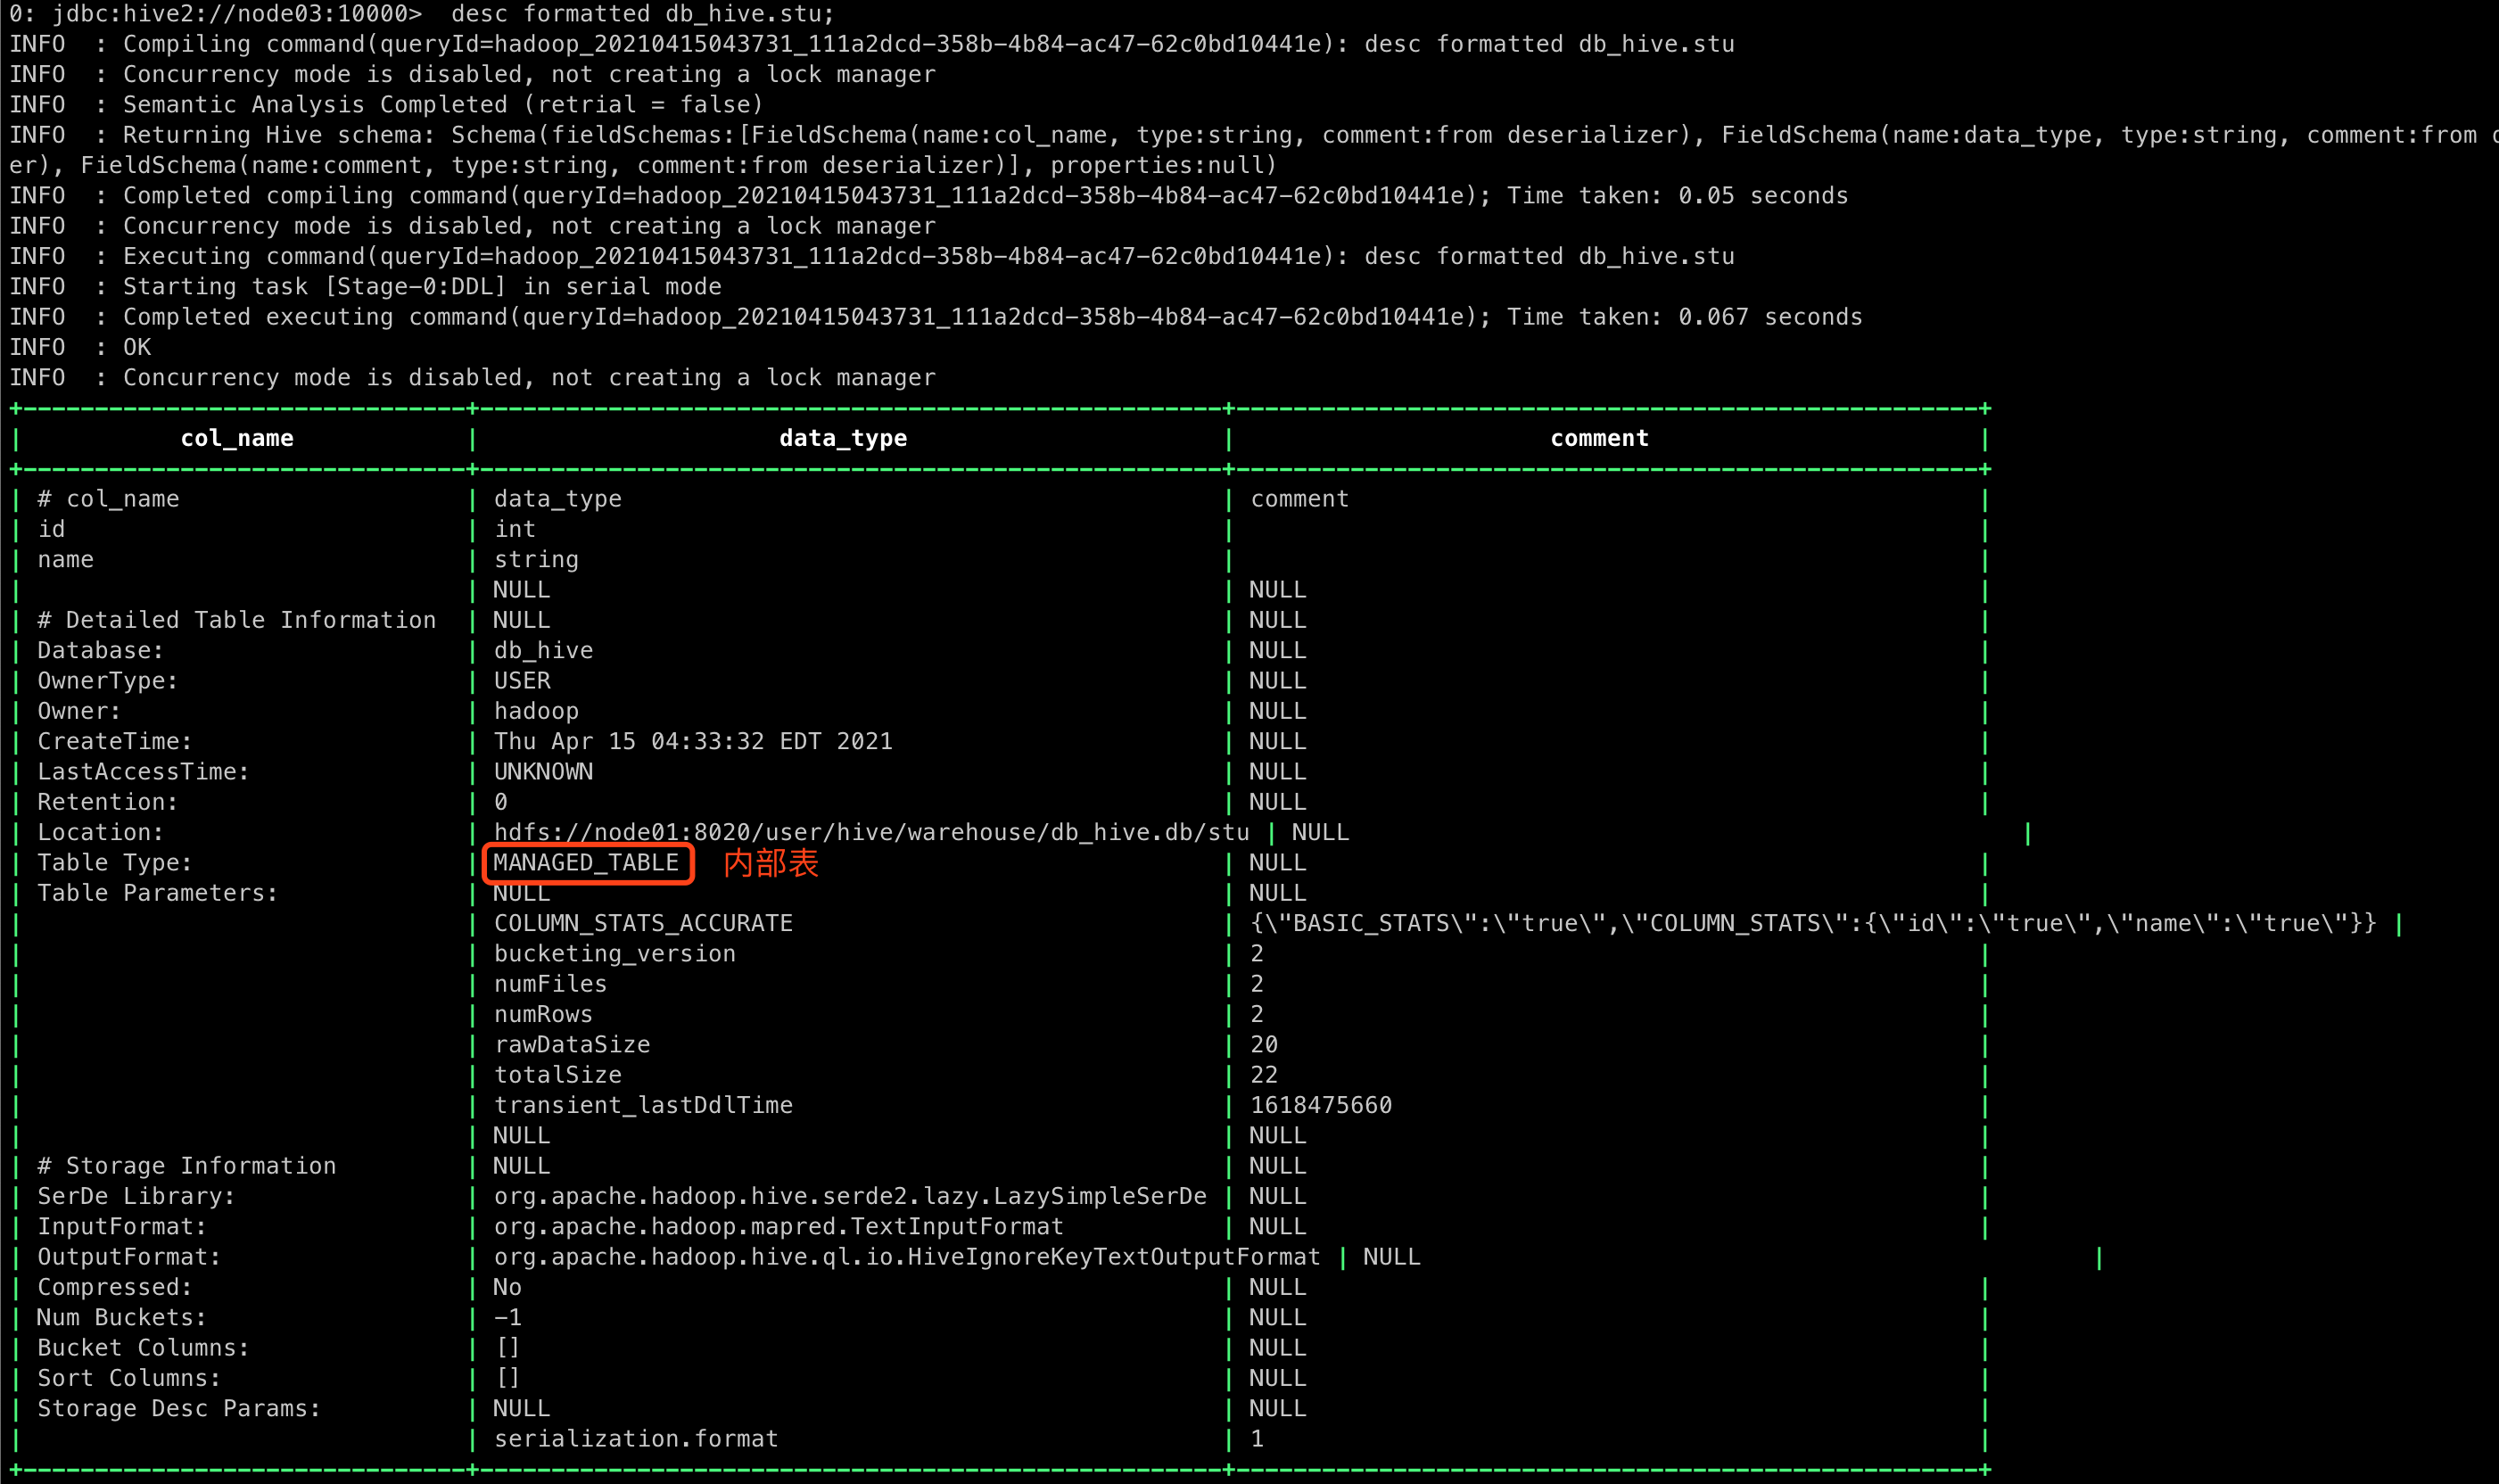 0: jdbc:hive2://node03:10000>  desc formatted db_hive.stu;
INFO  : Compiling command(queryId=hadoop_20210415043731_111a2dcd-358b-4b84-ac47-62c0bd10441e): desc formatted db_hive.stu
INFO  : Concurrency mode is disabled, not creating a lock manager
INFO  : Semantic Analysis Completed (retrial = false)
INFO  : Returning Hive schema: Schema(fieldSchemas:[FieldSchema(name:col_name, type:string, comment:from deserializer), FieldSchema(name:data_type, type:string, comment:from d
er), FieldSchema(name:comment, type:string, comment:from deserializer)], properties:null)
INFO  : Completed compiling command(queryId=hadoop_20210415043731_111a2dcd-358b-4b84-ac47-62c0bd10441e); Time taken: 0.05 seconds
INFO  : Concurrency mode is disabled, not creating a lock manager
INFO  : Executing command(queryId=hadoop_20210415043731_111a2dcd-358b-4b84-ac47-62c0bd10441e): desc formatted db_hive.stu
INFO  : Starting task [Stage-0:DDL] in serial mode
INFO  : Completed executing command(queryId=hadoop_20210415043731_111a2dcd-358b-4b84-ac47-62c0bd10441e); Time taken: 0.067 seconds
INFO  : OK
INFO  : Concurrency mode is disabled, not creating a lock manager
| col_name | data_type | comment |
| # col_name | data_type | comment |
| id | int | |
| name | string | |
| | NULL | NULL |
| # Detailed Table Information | NULL | NULL |
| Database: | db_hive | NULL |
| OwnerType: | USER | NULL |
| Owner: | hadoop | NULL |
| CreateTime: | Thu Apr 15 04:33:32 EDT 2021 | NULL |
| LastAccessTime: | UNKNOWN | NULL |
| Retention: | 0 | NULL |
| Location: | hdfs://node01:8020/user/hive/warehouse/db_hive.db/stu | NULL |
| Table Type: | MANAGED_TABLE 内部表 | NULL |
| Table Parameters: | NULL | NULL |
| | COLUMN_STATS_ACCURATE | {\"BASIC_STATS\":\"true\",\"COLUMN_STATS\":{\"id\":\"true\",\"name\":\"true\"}} |
| | bucketing_version | 2 |
| | numFiles | 2 |
| | numRows | 2 |
| | rawDataSize | 20 |
| | totalSize | 22 |
| | transient_lastDdlTime | 1618475660 |
| | NULL | NULL |
| # Storage Information | NULL | NULL |
| SerDe Library: | org.apache.hadoop.hive.serde2.lazy.LazySimpleSerDe | NULL |
| InputFormat: | org.apache.hadoop.mapred.TextInputFormat | NULL |
| OutputFormat: | org.apache.hadoop.hive.ql.io.HiveIgnoreKeyTextOutputFormat | NULL |
| Compressed: | No | NULL |
| Num Buckets: | -1 | NULL |
| Bucket Columns: | [] | NULL |
| Sort Columns: | [] | NULL |
| Storage Desc Params: | NULL | NULL |
| | serialization.format | 1 |